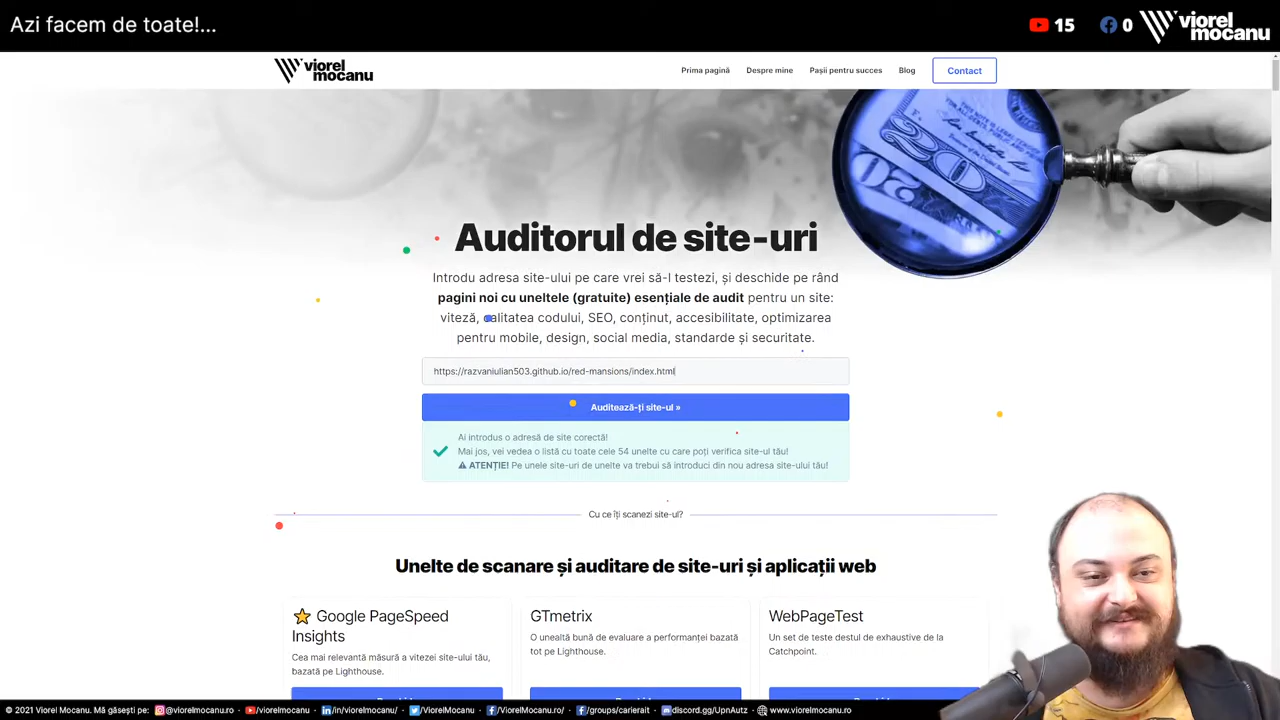 Azi facem de toate!...
15
0
viorel
mocanu
viorel
mocanu
Prima pagină
Despre mine
Pașii pentru succes
Blog
Contact
20
Auditorul de site-uri
Introdu adresa site-ului pe care vrei să-l testezi, și deschide pe rând
pagini noi cu uneltele (gratuite) esențiale de audit pentru un site:
viteză, calitatea codului, SEO, conținut, accesibilitate, optimizarea
pentru mobile, design, social media, standarde și securitate.
https://razvaniulian503.github.io/red-mansions/index.html
Auditează-ți site-ul »
Ai introdus o adresă de site corectă!
Mai jos, vei vedea o listă cu toate cele 54 unelte cu care poți verifica site-ul tău!
ATENȚIE! Pe unele site-uri de unelte va trebui să introduci din nou adresa site-ului tău!
Cu ce îți scanezi site-ul?
Unelte de scanare și auditare de site-uri și aplicații web
Google PageSpeed
Insights
Cea mai relevantă măsură a vitezei site-ului tău,
bazată pe Lighthouse.
GTmetrix
O unealtă bună de evaluare a performanței bazată
tot pe Lighthouse.
WebPageTest
Un set de teste destul de exhaustive de la
Catchpoint.
© 2021 Viorel Mocanu. Mă găsești pe: @viorelmocanu.ro • /viorelmocanu • /in/viorelmocanu/ • /ViorelMocanu • /ViorelMocanu.ro/ • /groups/carierait • discord.gg/UpnAutz • www.viorelmocanu.ro